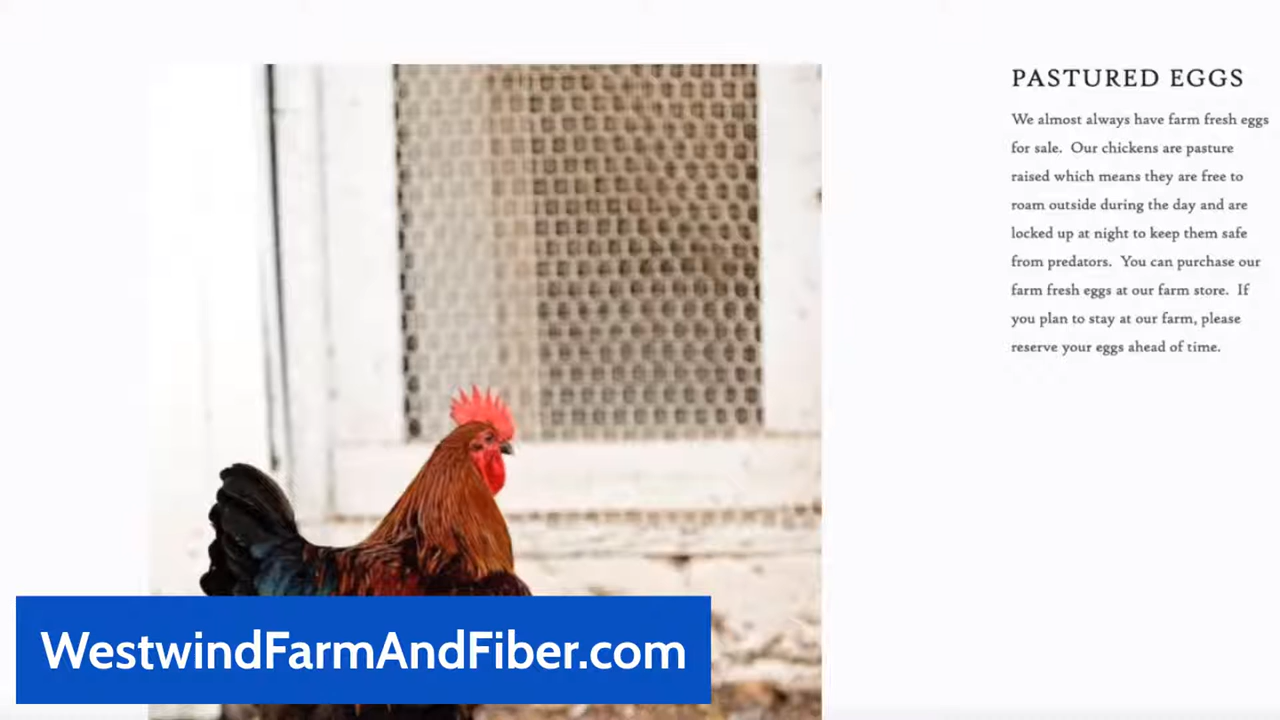 PASTURED EGGS
We almost always have farm fresh eggs
for sale. Our chickens are pasture
raised which means they are free to
roam outside during the day and are
locked up at night to keep them safe
from predators. You can purchase our
farm fresh eggs at our farm store. If
you plan to stay at our farm, please
reserve your eggs ahead of time.
WestwindFarmAndFiber.com